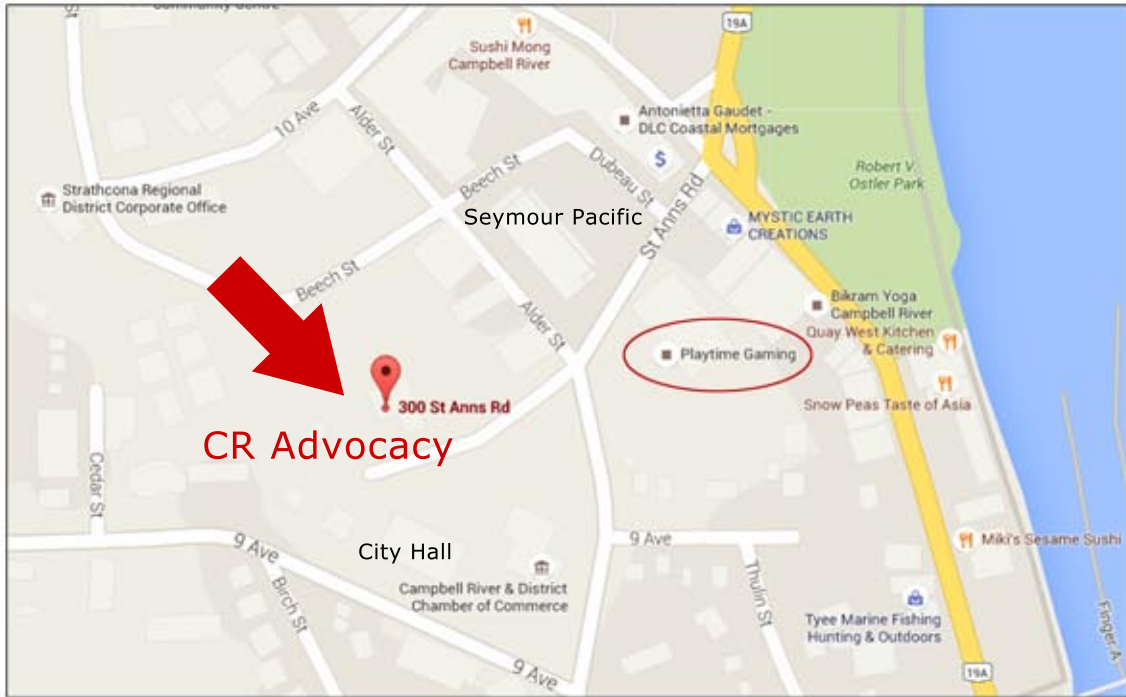 Community Centre
St
19A
Sushi Mong
Campbell River
Antonietta Gaudet -
DLC Coastal Mortgages
10 Ave
Alder St
$
Dubeau St
Beech St
Robert V.
Ostler Park
Strathcona Regional
District Corporate Office
Seymour Pacific
St Anns Rd
MYSTIC EARTH
CREATIONS
Beech St
Alder St
Bikram Yoga
Campbell River
Quay West Kitchen
& Catering
Playtime Gaming
300 St Anns Rd
Snow Peas Taste of Asia
CR Advocacy
Cedar St
9 Ave
City Hall
9 Ave
Miki's Sesame Sushi
Campbell River & District
Chamber of Commerce
Birch St
Thulin St
Tyee Marine Fishing
Hunting & Outdoors
Finger A
9 Ave
19A